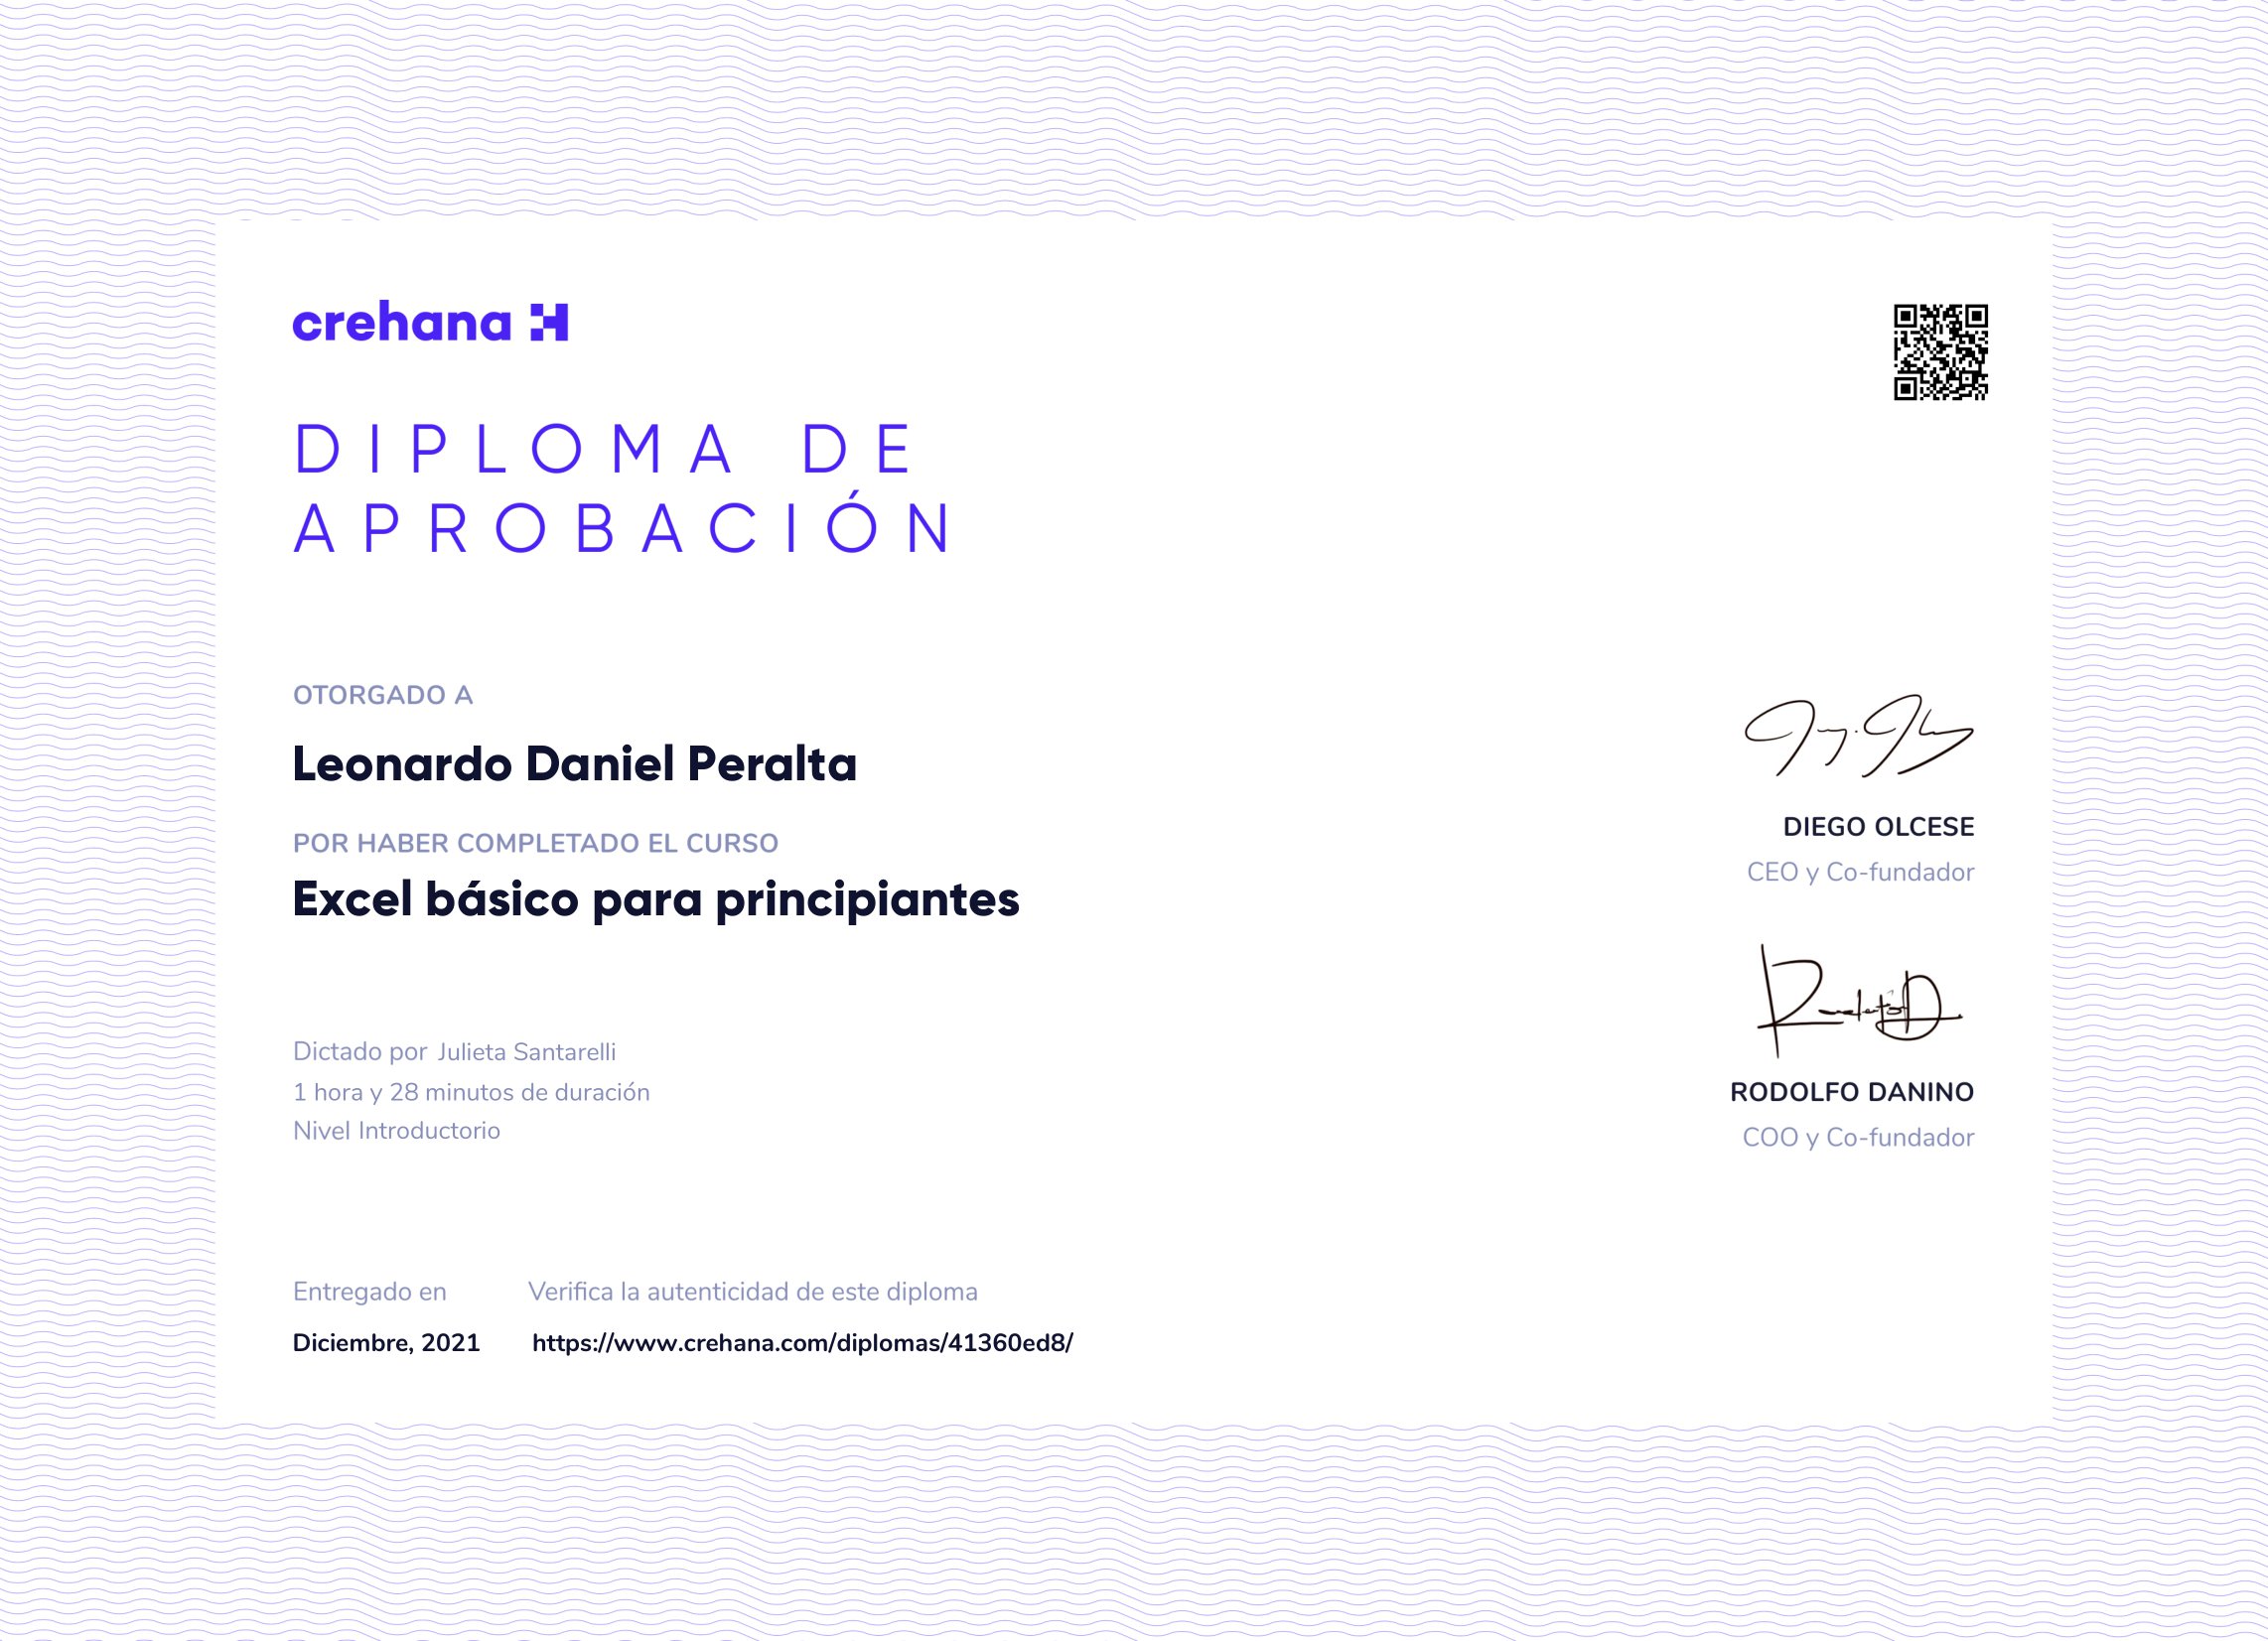 crehana
DIPLOMA DE
APROBACIÓN
OTORGADO A
Leonardo Daniel Peralta
POR HABER COMPLETADO EL CURSO
Excel básico para principiantes
Dictado por Julieta Santarelli
1 hora y 28 minutos de duración
Nivel Introductorio
Entregado en
Diciembre, 2021
Verifica la autenticidad de este diploma
https://www.crehana.com/diplomas/41360ed8/
DIEGO OLCESE
CEO y Co-fundador
RODOLFO DANINO
COO y Co-fundador